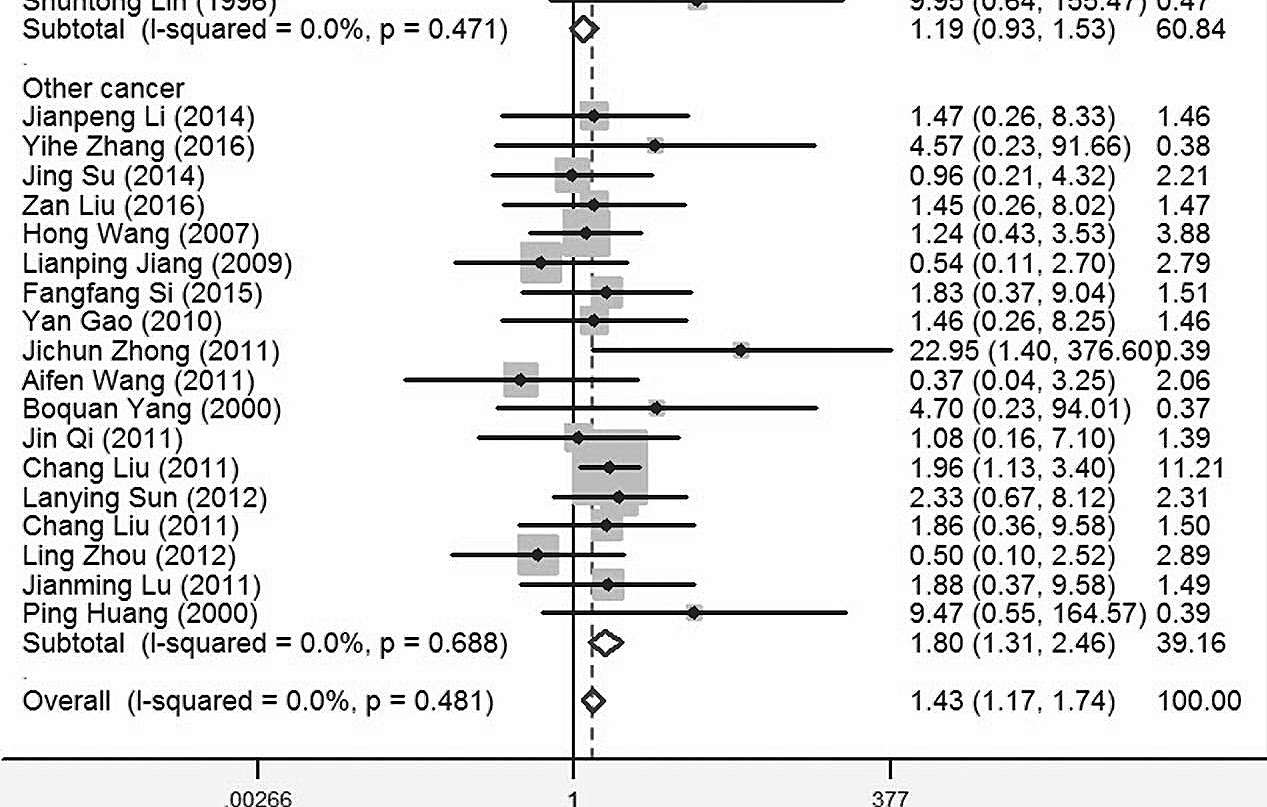 Shuntong Lin (1996) 9.95 (0.64, 155.47) 0.47
Subtotal (I-squared = 0.0%, p = 0.471) 1.19 (0.93, 1.53) 60.84
.
Other cancer
Jianpeng Li (2014) 1.47 (0.26, 8.33) 1.46
Yihe Zhang (2016) 4.57 (0.23, 91.66) 0.38
Jing Su (2014) 0.96 (0.21, 4.32) 2.21
Zan Liu (2016) 1.45 (0.26, 8.02) 1.47
Hong Wang (2007) 1.24 (0.43, 3.53) 3.88
Lianping Jiang (2009) 0.54 (0.11, 2.70) 2.79
Fangfang Si (2015) 1.83 (0.37, 9.04) 1.51
Yan Gao (2010) 1.46 (0.26, 8.25) 1.46
Jichun Zhong (2011) 22.95 (1.40, 376.60) 0.39
Aifen Wang (2011) 0.37 (0.04, 3.25) 2.06
Boquan Yang (2000) 4.70 (0.23, 94.01) 0.37
Jin Qi (2011) 1.08 (0.16, 7.10) 1.39
Chang Liu (2011) 1.96 (1.13, 3.40) 11.21
Lanying Sun (2012) 2.33 (0.67, 8.12) 2.31
Chang Liu (2011) 1.86 (0.36, 9.58) 1.50
Ling Zhou (2012) 0.50 (0.10, 2.52) 2.89
Jianming Lu (2011) 1.88 (0.37, 9.58) 1.49
Ping Huang (2000) 9.47 (0.55, 164.57) 0.39
Subtotal (I-squared = 0.0%, p = 0.688) 1.80 (1.31, 2.46) 39.16
.
Overall (I-squared = 0.0%, p = 0.481) 1.43 (1.17, 1.74) 100.00
.00266 1 377